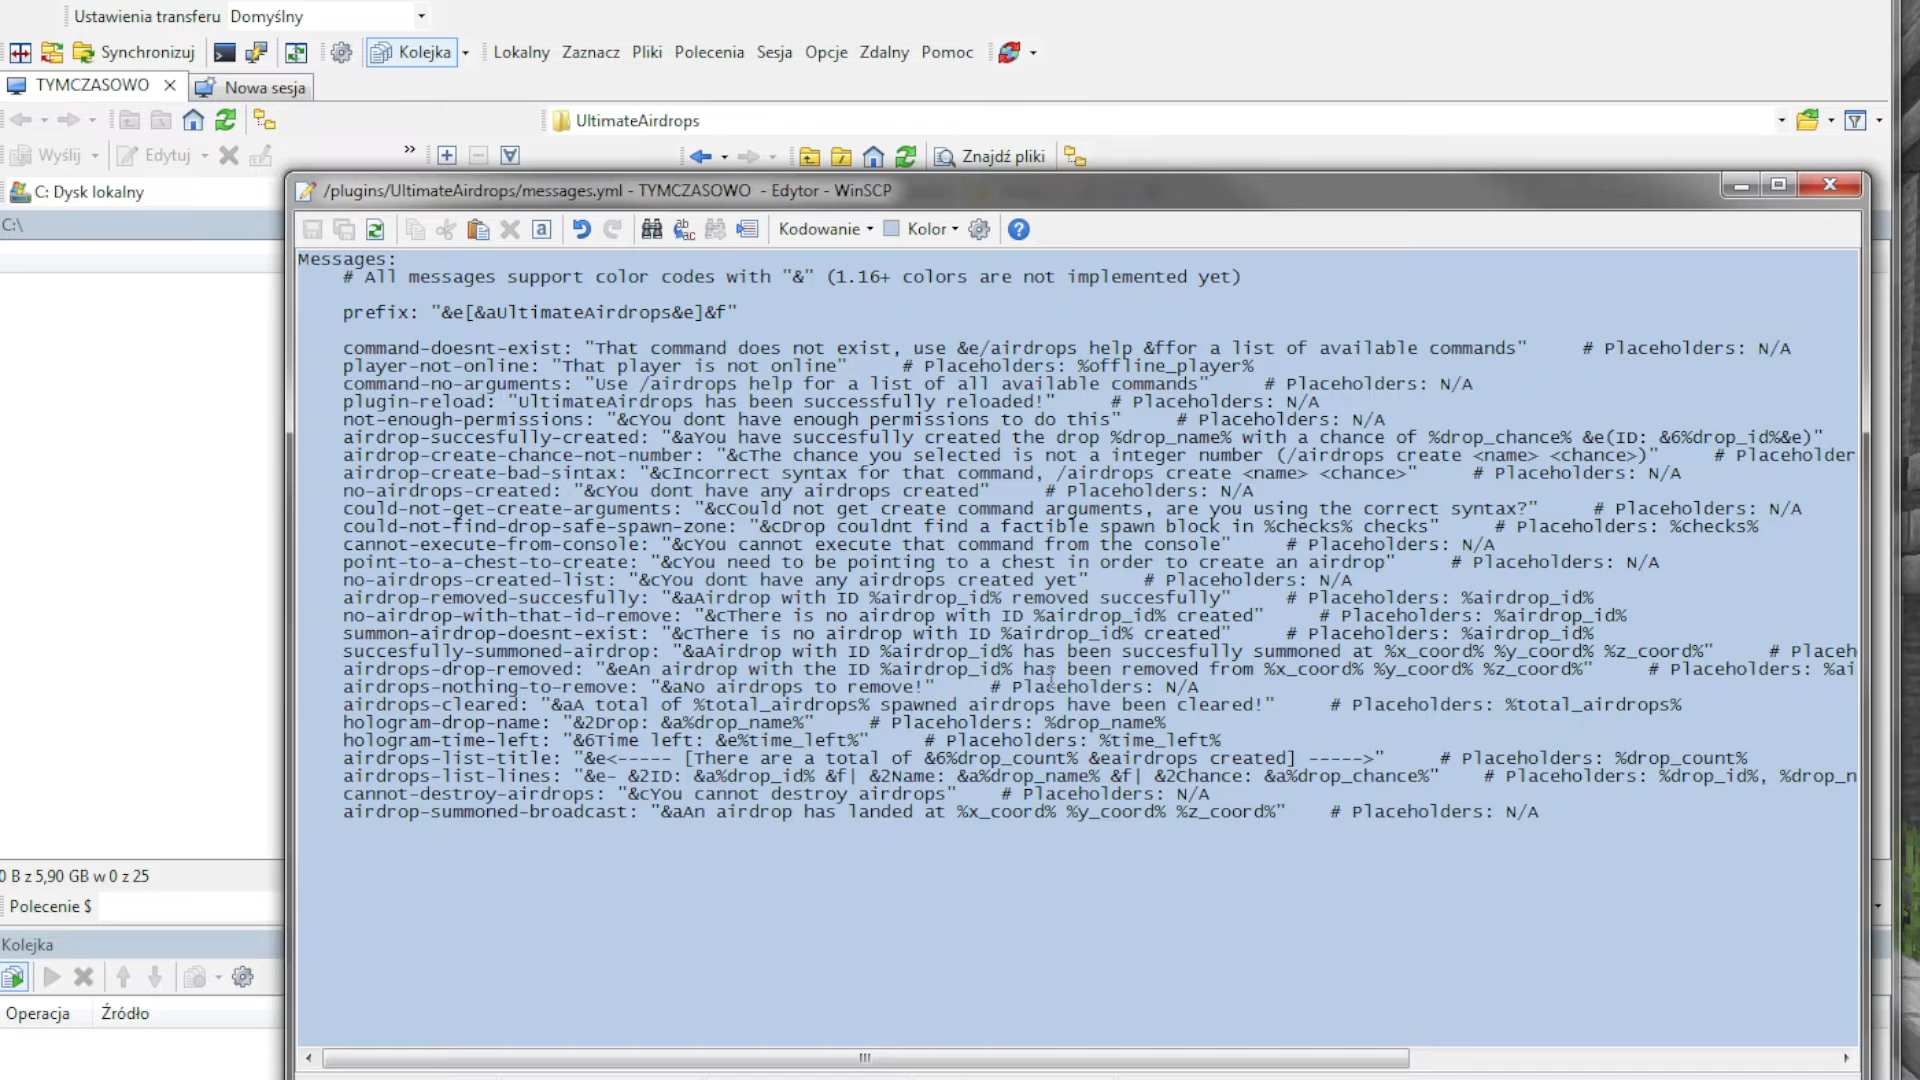 Ustawienia transferu Domyślny
Synchronizuj Kolejka Lokalny Zaznacz Pliki Polecenia Sesja Opcje Zdalny Pomoc
TYMCZASOWO Nowa sesja
UltimateAirdrops
Wyślij Edytuj » Znajdź pliki
C: Dysk lokalny
/plugins/UltimateAirdrops/messages.yml - TYMCZASOWO - Edytor - WinSCP
C:\
Kodowanie Kolor
Messages:
# All messages support color codes with "&" (1.16+ colors are not implemented yet)
prefix: "&e[&aUltimateAirdrops&e]&f"
command-doesnt-exist: "That command does not exist, use &e/airdrops help &ffor a list of available commands" # Placeholders: N/A
player-not-online: "That player is not online" # Placeholders: %offline_player%
command-no-arguments: "Use /airdrops help for a list of all available commands" # Placeholders: N/A
plugin-reload: "UltimateAirdrops has been successfully reloaded!" # Placeholders: N/A
not-enough-permissions: "&cYou dont have enough permissions to do this" # Placeholders: N/A
airdrop-succesfully-created: "&aYou have succesfully created the drop %drop_name% with a chance of %drop_chance% &e(ID: &6%drop_id%&e)"
airdrop-create-chance-not-number: "&cThe chance you selected is not a integer number (/airdrops create <name> <chance>)" # Placeholder
airdrop-create-bad-sintax: "&cIncorrect syntax for that command, /airdrops create <name> <chance>" # Placeholders: N/A
no-airdrops-created: "&cYou dont have any airdrops created" # Placeholders: N/A
could-not-get-create-arguments: "&cCould not get create command arguments, are you using the correct syntax?" # Placeholders: N/A
could-not-find-drop-safe-spawn-zone: "&cDrop couldnt find a factible spawn block in %checks% checks" # Placeholders: %checks%
cannot-execute-from-console: "&cYou cannot execute that command from the console" # Placeholders: N/A
point-to-a-chest-to-create: "&cYou need to be pointing to a chest in order to create an airdrop" # Placeholders: N/A
no-airdrops-created-list: "&cYou dont have any airdrops created yet" # Placeholders: N/A
airdrop-removed-succesfully: "&aAirdrop with ID %airdrop_id% removed succesfully" # Placeholders: %airdrop_id%
no-airdrop-with-that-id-remove: "&cThere is no airdrop with ID %airdrop_id% created" # Placeholders: %airdrop_id%
summon-airdrop-doesnt-exist: "&cThere is no airdrop with ID %airdrop_id% created" # Placeholders: %airdrop_id%
succesfully-summoned-airdrop: "&aAirdrop with ID %airdrop_id% has been succesfully summoned at %x_coord% %y_coord% %z_coord%" # Placeh
airdrops-drop-removed: "&eAn airdrop with the ID %airdrop_id% has been removed from %x_coord% %y_coord% %z_coord%" # Placeholders: %ai
airdrops-nothing-to-remove: "&aNo airdrops to remove!" # Placeholders: N/A
airdrops-cleared: "&aA total of %total_airdrops% spawned airdrops have been cleared!" # Placeholders: %total_airdrops%
hologram-drop-name: "&2Drop: &a%drop_name%" # Placeholders: %drop_name%
hologram-time-left: "&6Time left: &e%time_left%" # Placeholders: %time_left%
airdrops-list-title: "&e<----- [There are a total of &6%drop_count% &eairdrops created] ----->" # Placeholders: %drop_count%
airdrops-list-lines: "&e- &2ID: &a%drop_id% &f| &2Name: &a%drop_name% &f| &2Chance: &a%drop_chance%" # Placeholders: %drop_id%, %drop_n
cannot-destroy-airdrops: "&cYou cannot destroy airdrops" # Placeholders: N/A
airdrop-summoned-broadcast: "&aAn airdrop has landed at %x_coord% %y_coord% %z_coord%" # Placeholders: N/A
0 B z 5,90 GB w 0 z 25
Polecenie $
Kolejka
Operacja Źródło